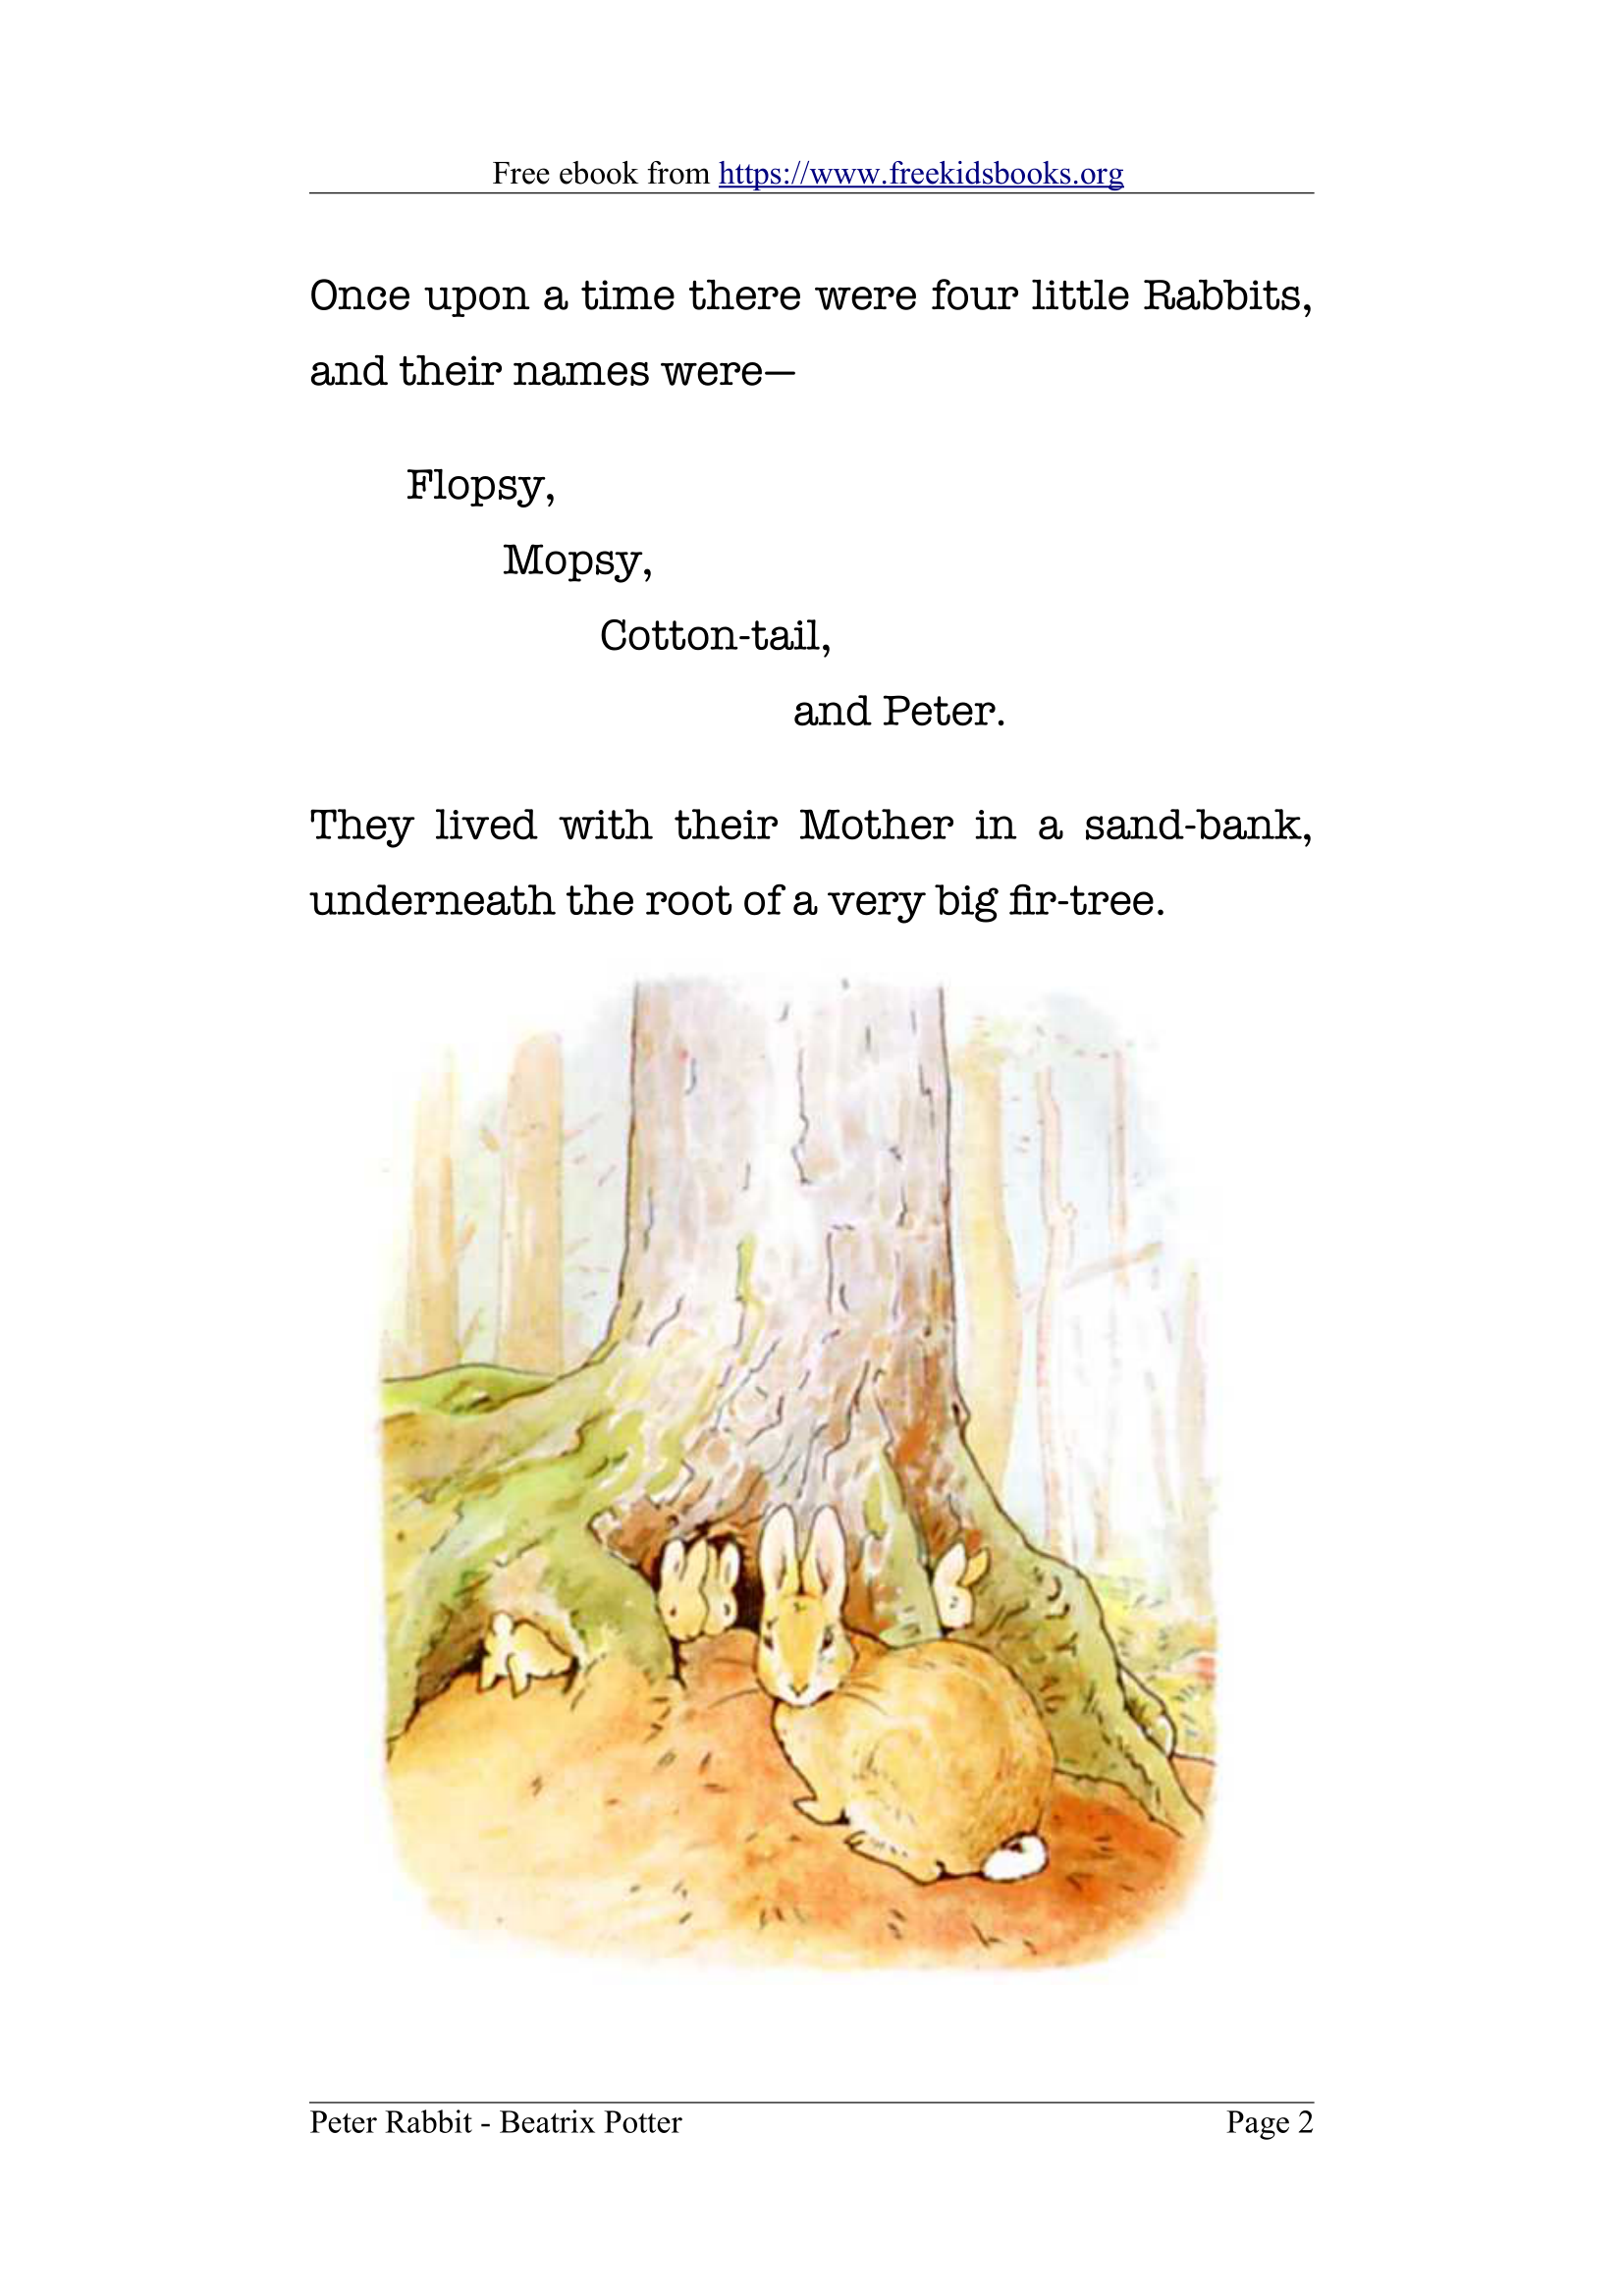 Free ebook from https://www.freekidsbooks.org
Once upon a time there were four little Rabbits,
and their names were—
Flopsy,
Mopsy,
Cotton-tail,
and Peter.
They lived with their Mother in a sand-bank,
underneath the root of a very big fir-tree.
Peter Rabbit - Beatrix Potter Page 2